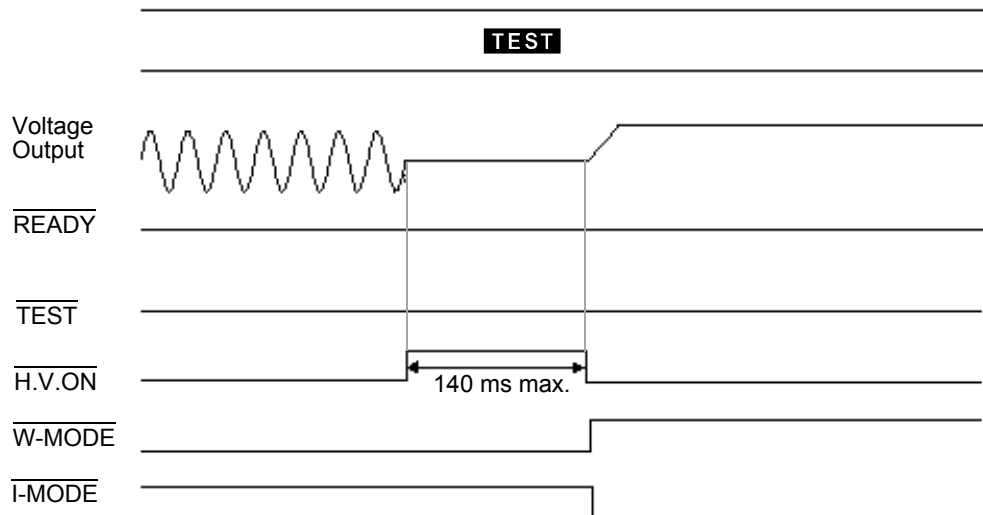 TEST
Voltage
Output
READY
TEST
H.V.ON
140 ms max.
W-MODE
I-MODE